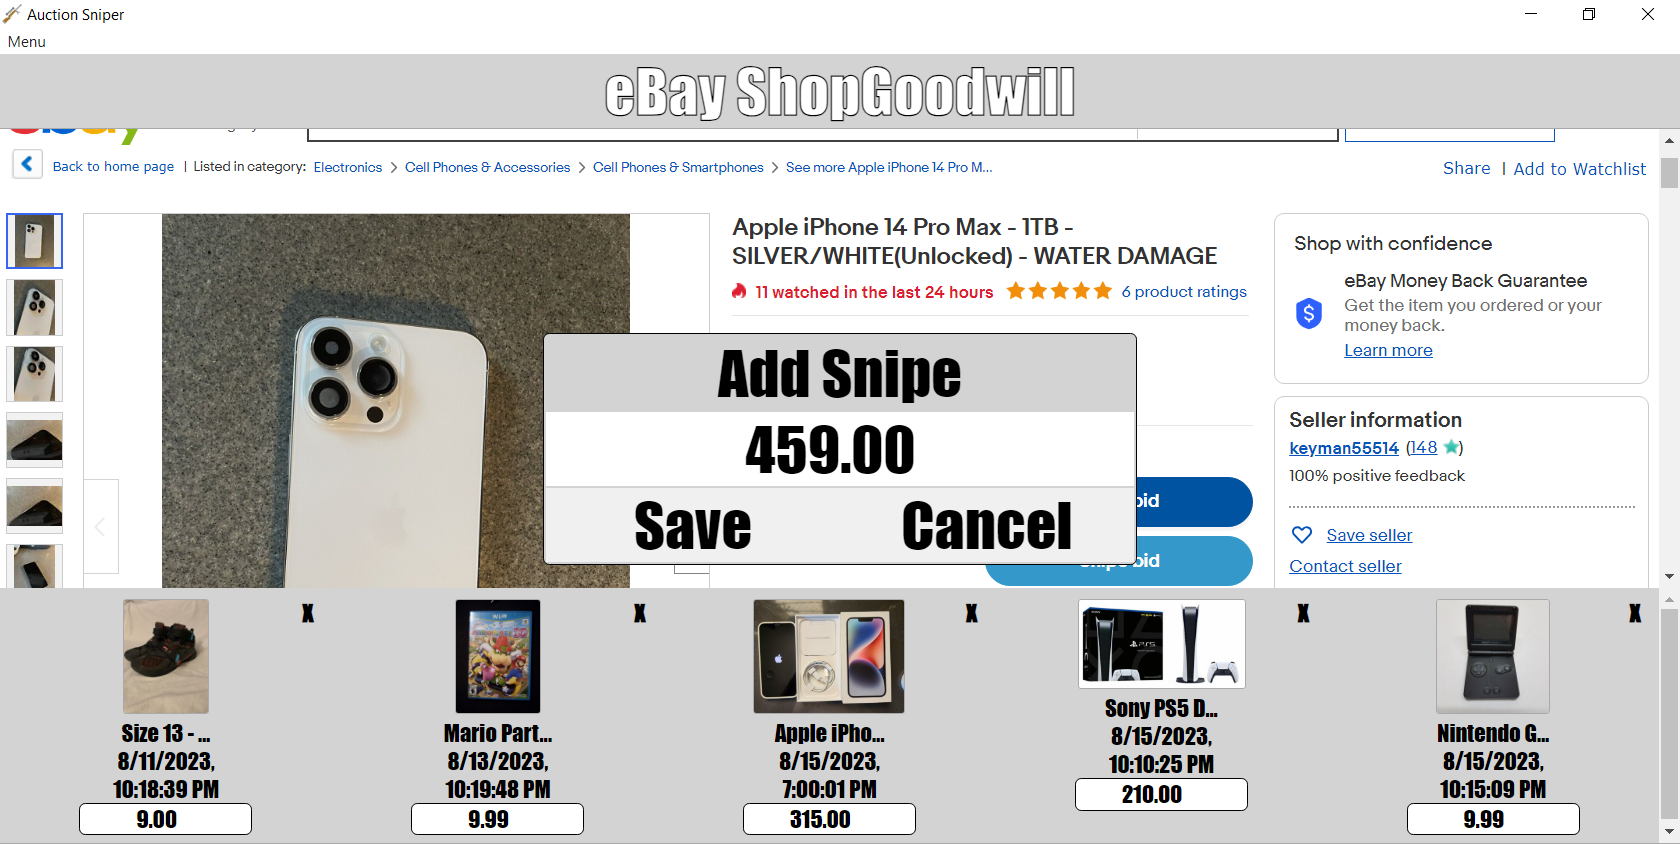 Auction Sniper
Menu
eBay ShopGoodwill
Back to home page | Listed in category: Electronics > Cell Phones & Accessories > Cell Phones & Smartphones > See more Apple iPhone 14 Pro M...
Share | Add to Watchlist
Apple iPhone 14 Pro Max - 1TB -
SILVER/WHITE(Unlocked) - WATER DAMAGE
11 watched in the last 24 hours
6 product ratings
Shop with confidence
eBay Money Back Guarantee
Get the item you ordered or your
money back.
Learn more
Add Snipe
459.00
Save Cancel
bid
bid
Seller information
keyman55514 (148)
100% positive feedback
Save seller
Contact seller
X X X X X
Size 13 - ...
8/11/2023,
10:18:39 PM
9.00
Mario Part...
8/13/2023,
10:19:48 PM
9.99
Apple iPho...
8/15/2023,
7:00:01 PM
315.00
Sony PS5 D...
8/15/2023,
10:10:25 PM
210.00
Nintendo G...
8/15/2023,
10:15:09 PM
9.99